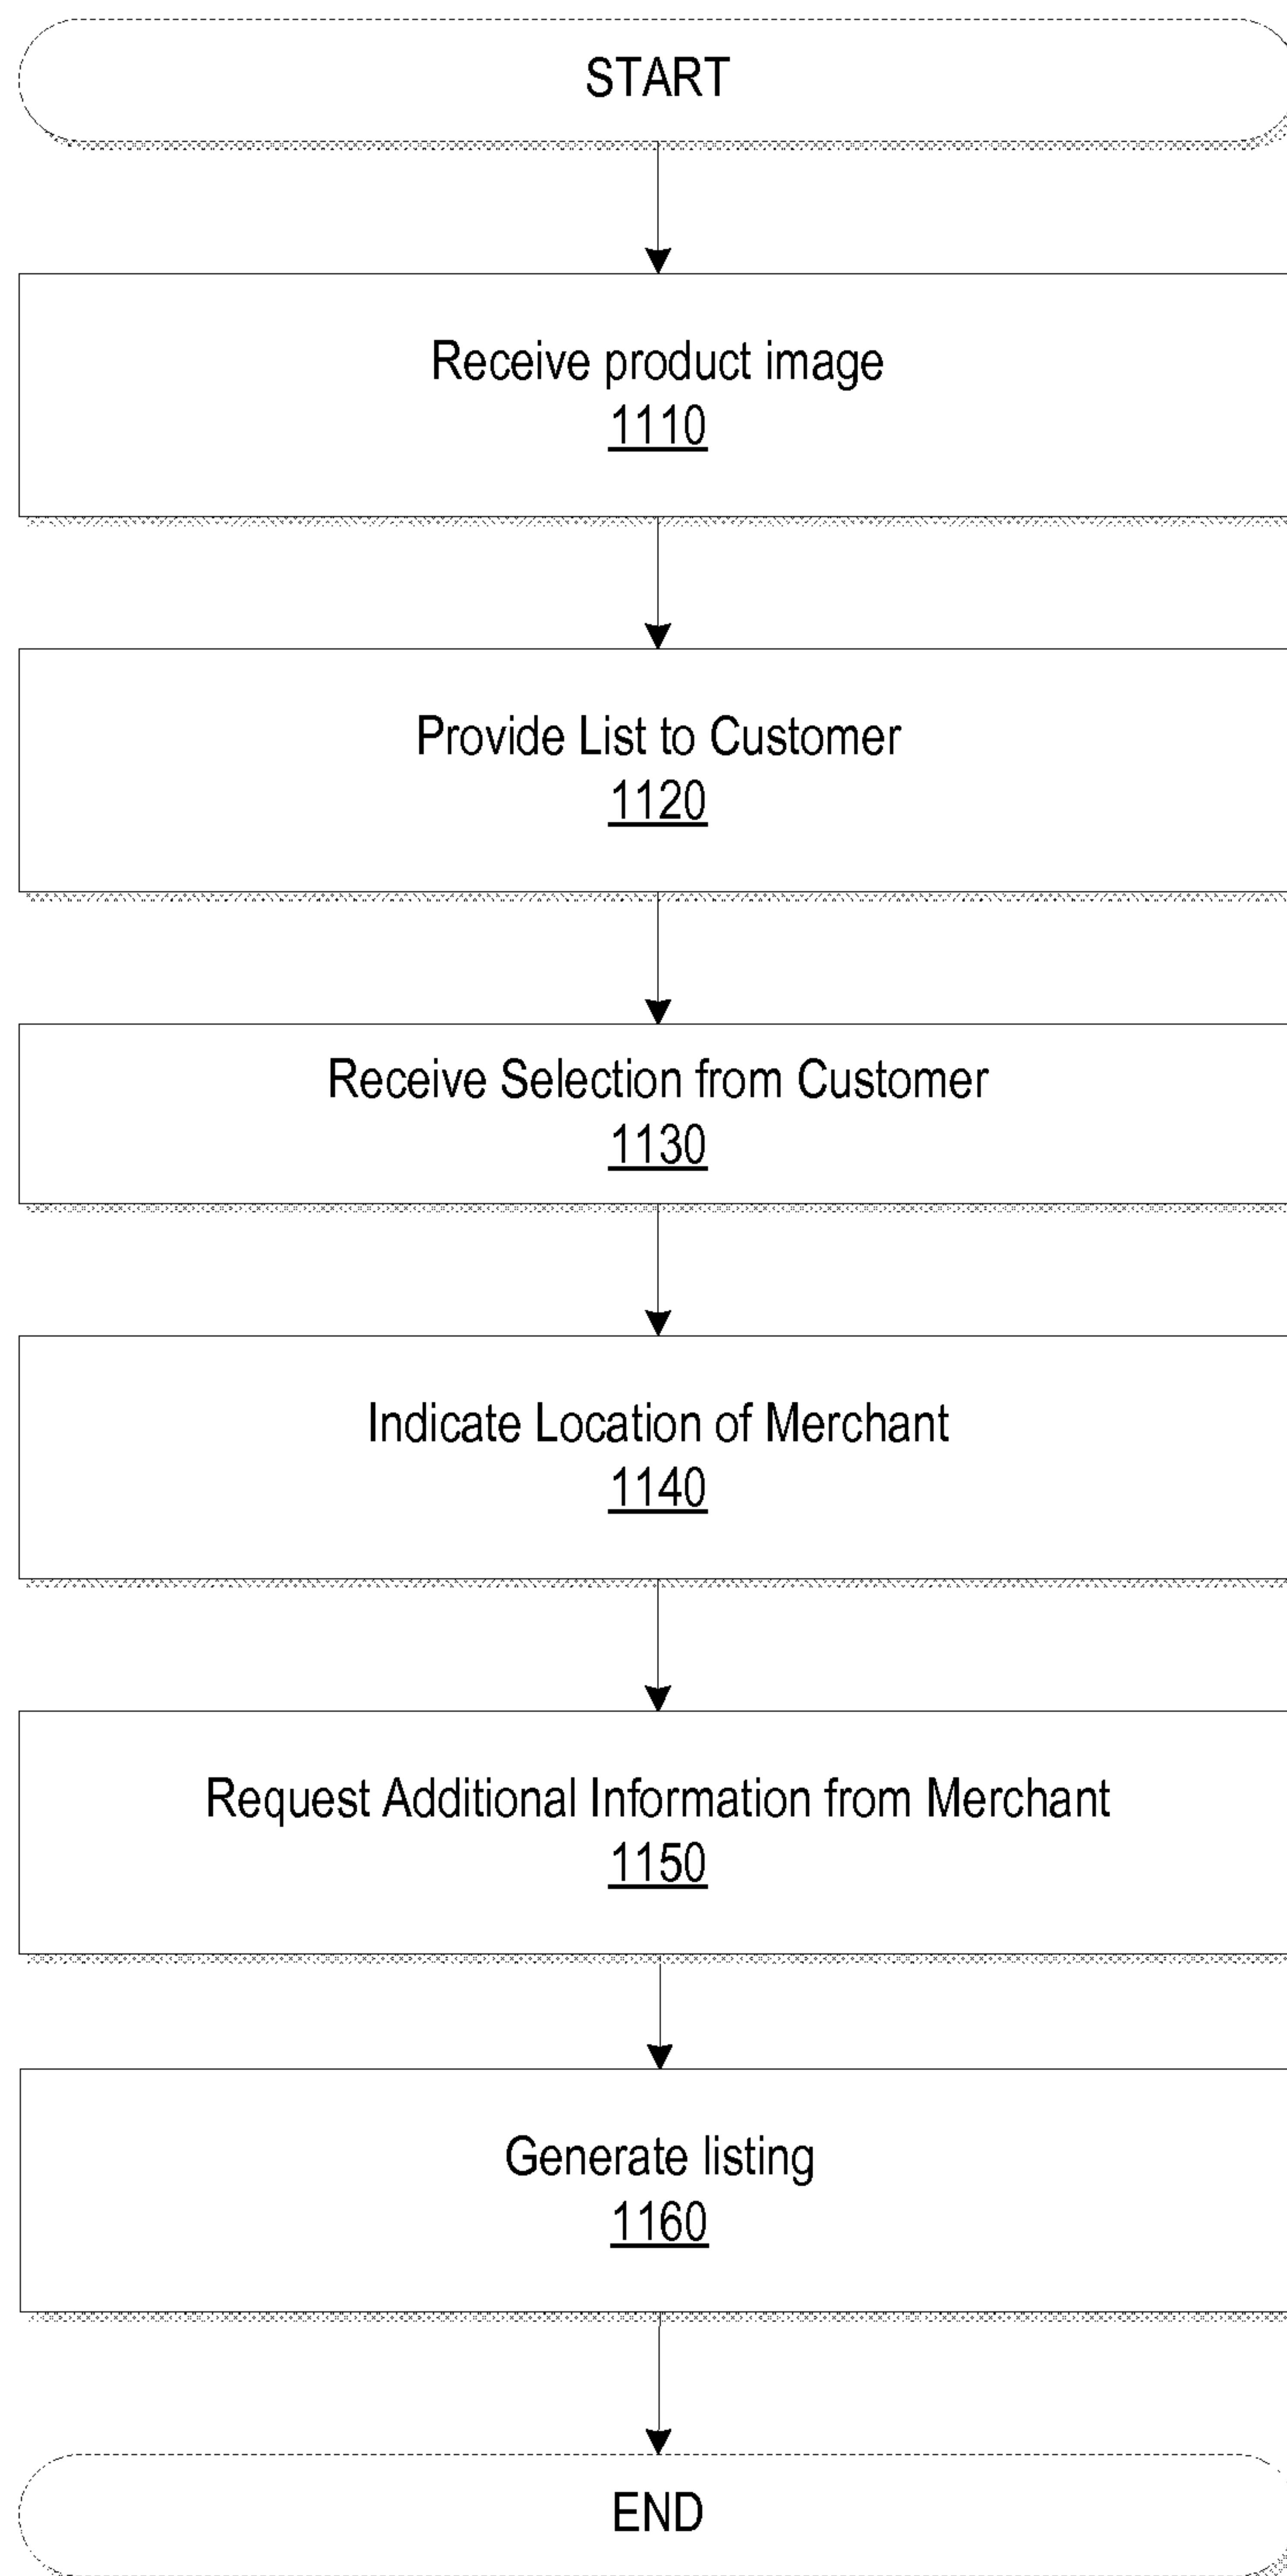 START
Receive product image
1110
Provide List to Customer
1120
Receive Selection from Customer
1130
Indicate Location of Merchant
1140
Request Additional Information from Merchant
1150
Generate listing
1160
END